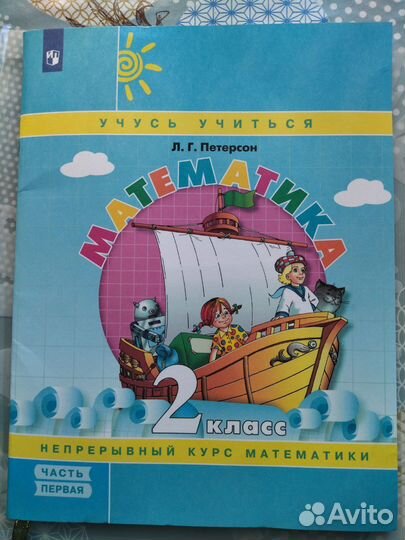 УЧУСЬ УЧИТЬСЯ
Л. Г. Петерсон
МАТЕМАТИКА
2 класс
НЕПРЕРЫВНЫЙ КУРС МАТЕМАТИКИ
ЧАСТЬ
ПЕРВАЯ
Avito